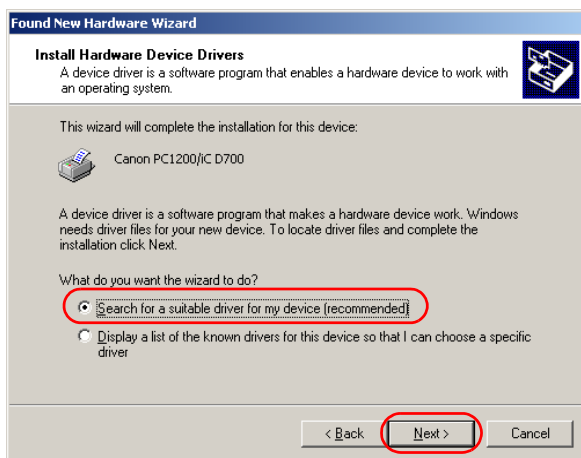 Found New Hardware Wizard
Install Hardware Device Drivers
A device driver is a software program that enables a hardware device to work with
an operating system.
This wizard will complete the installation for this device:
Canon PC1200/iC D700
A device driver is a software program that makes a hardware device work. Windows
needs driver files for your new device. To locate driver files and complete the
installation click Next.
What do you want the wizard to do?
Search for a suitable driver for my device (recommended)
Display a list of the known drivers for this device so that I can choose a specific
driver
< Back
Next >
Cancel